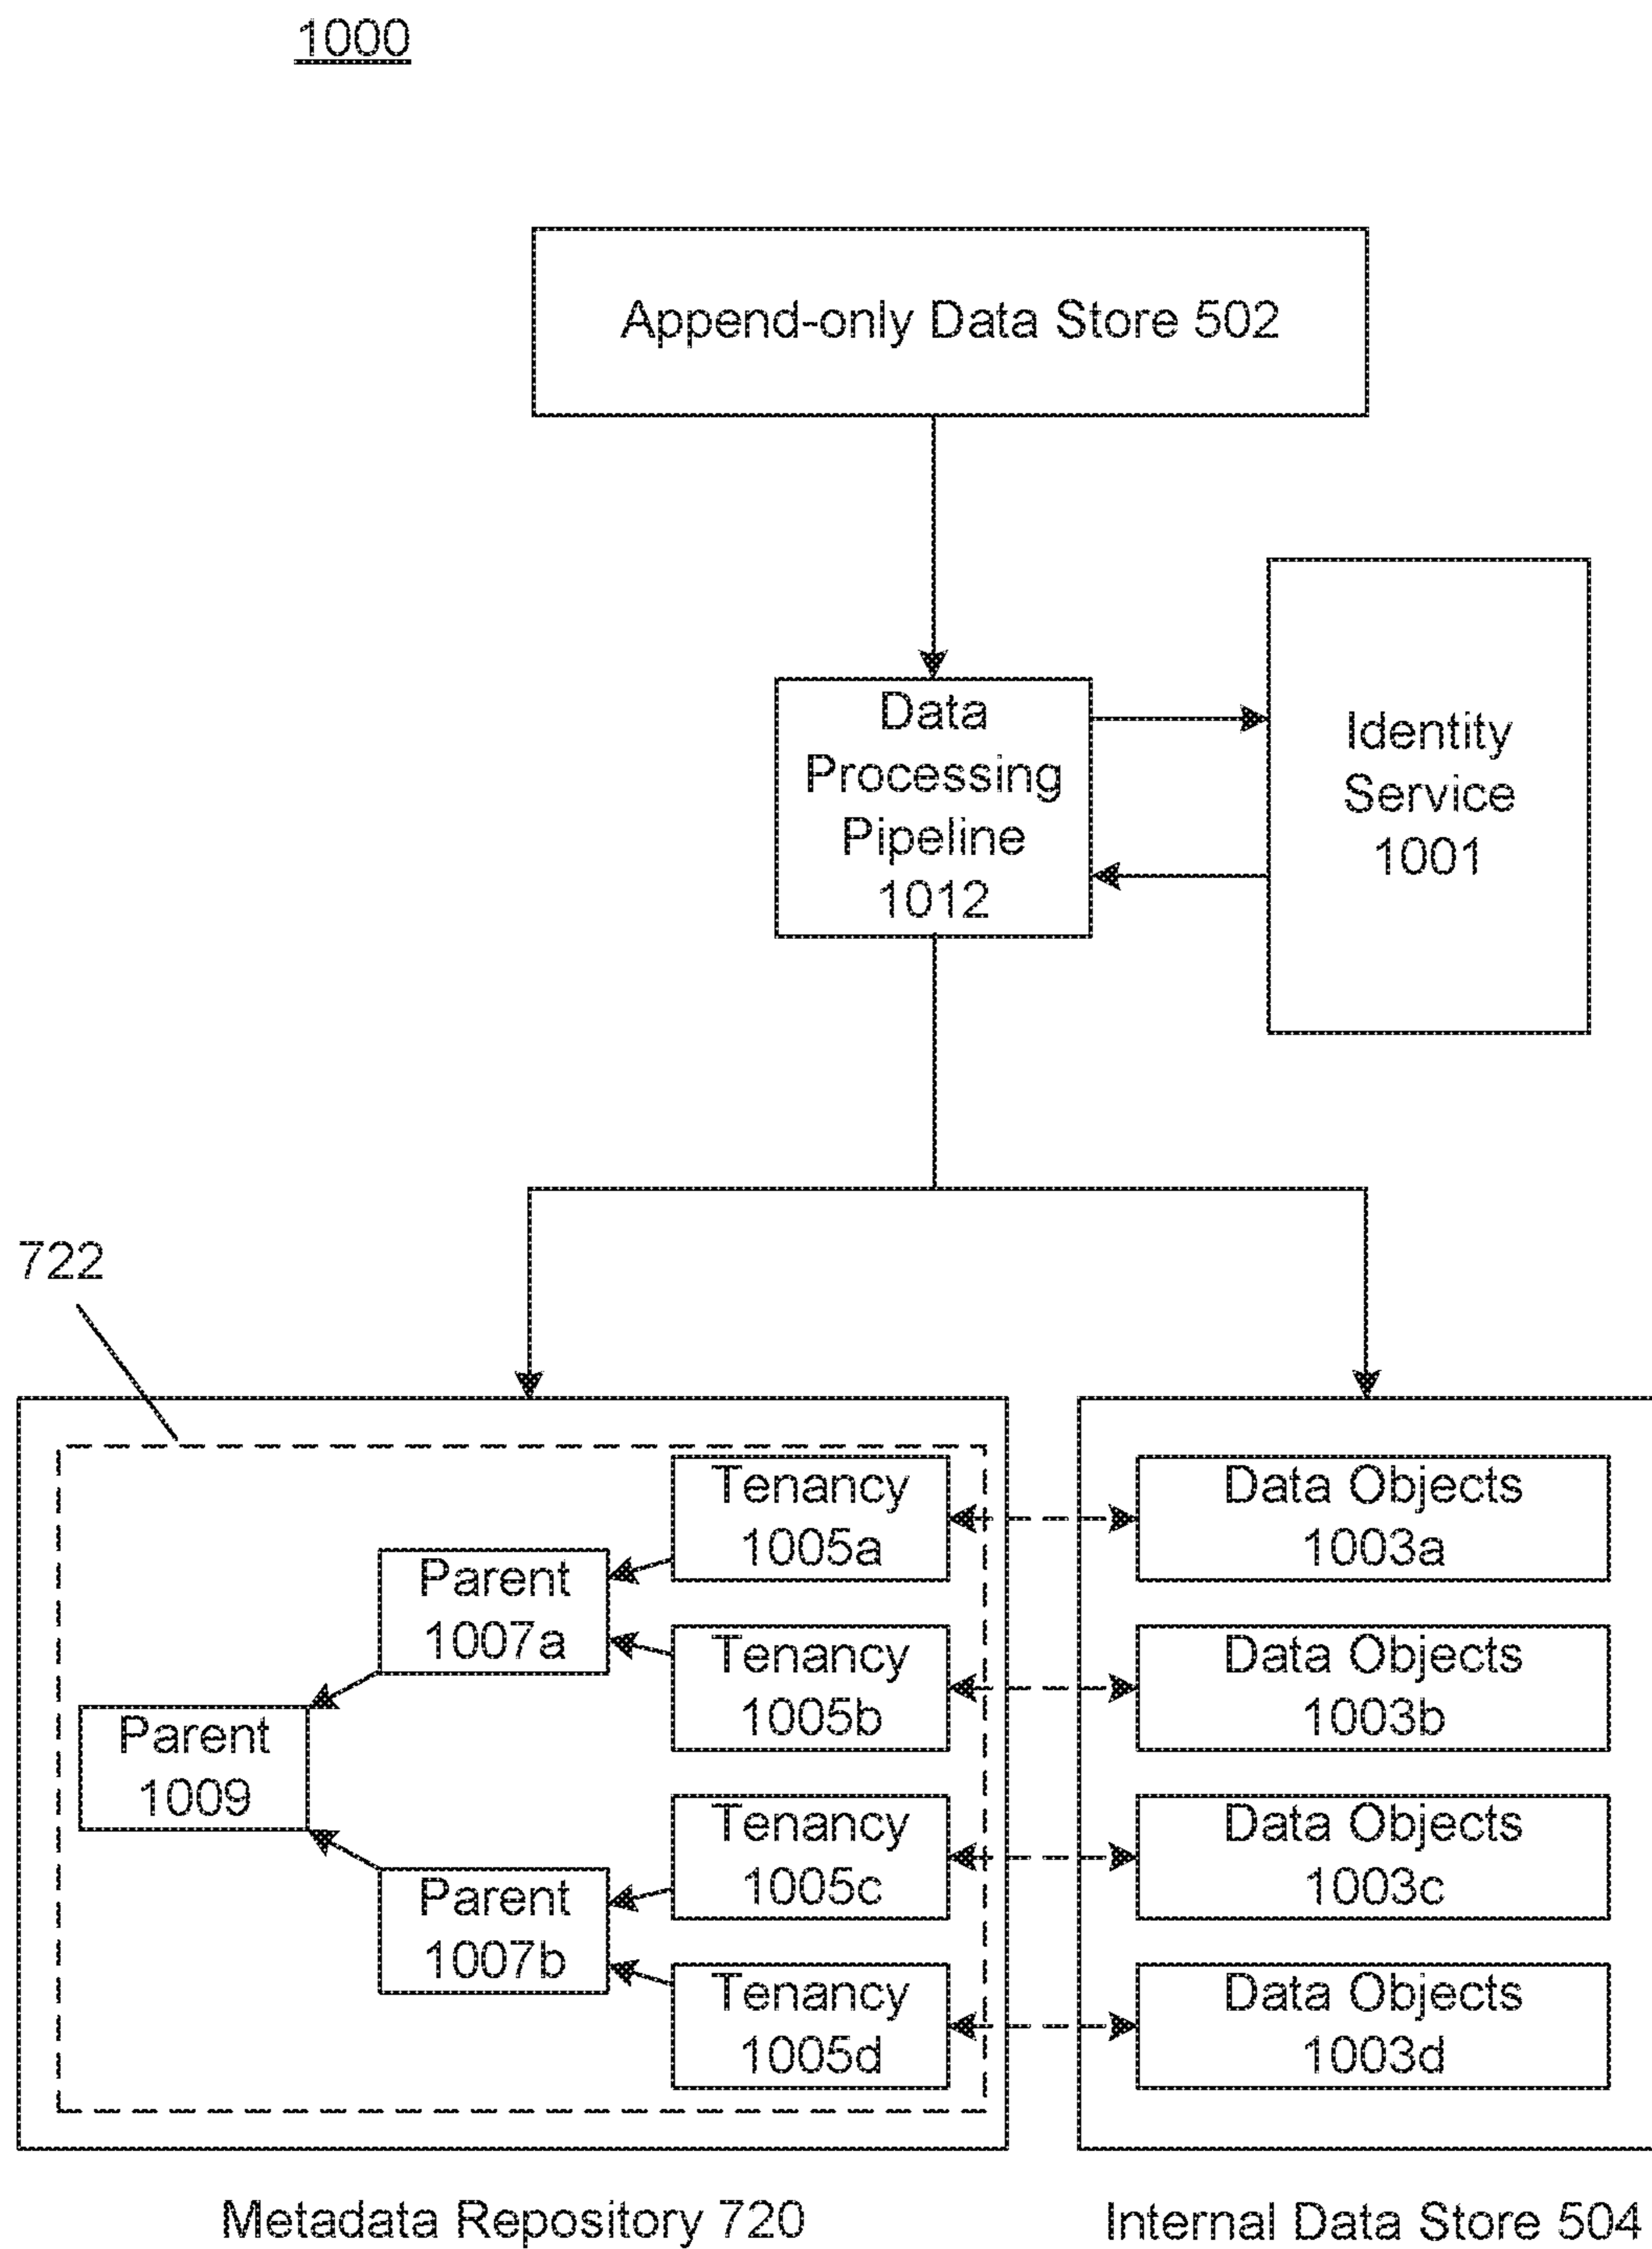 1000
Append-only Data Store 502
Data
Processing
Pipeline
1012
Identity
Service
1001
722
Tenancy
1005a
Data Objects
1003a
Parent
1007a
Tenancy
1005b
Data Objects
1003b
Parent
1009
Tenancy
1005c
Data Objects
1003c
Parent
1007b
Tenancy
1005d
Data Objects
1003d
Metadata Repository 720
Internal Data Store 504